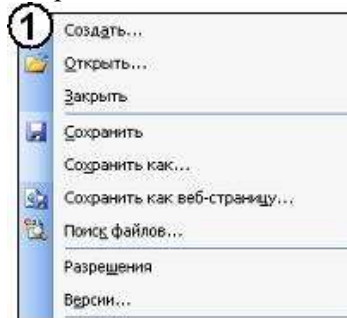 1
Создать...
Открыть...
Закрыть
Сохранить
Сохранить как...
Сохранить как веб-страницу...
Поиск файлов...
Разрешения
Версии...